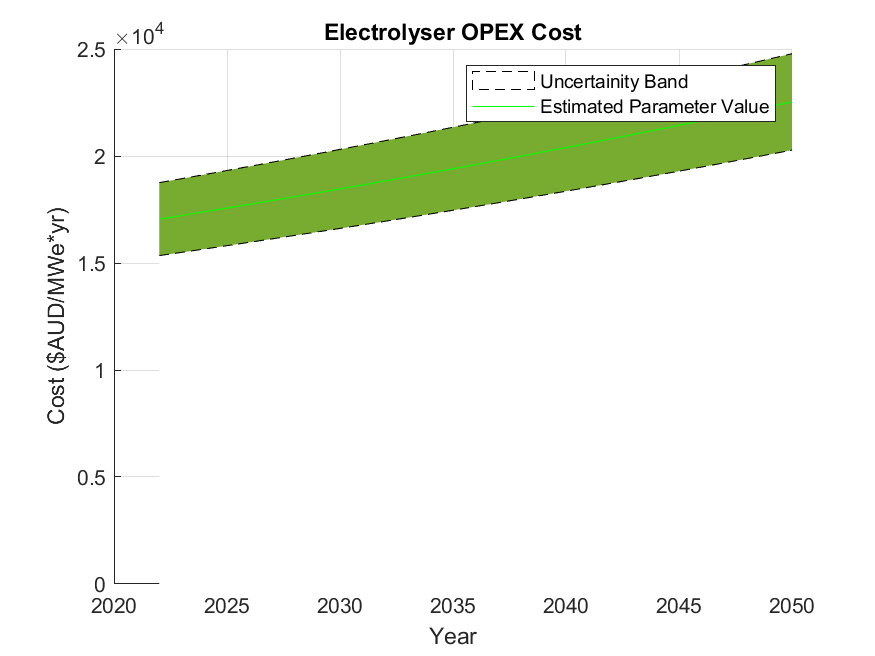 Electrolyser OPEX Cost
×10⁴
2.5
2
1.5
1
0.5
0
Cost ($AUD/MWe*yr)
Uncertainity Band
Estimated Parameter Value
2020 2025 2030 2035 2040 2045 2050
Year